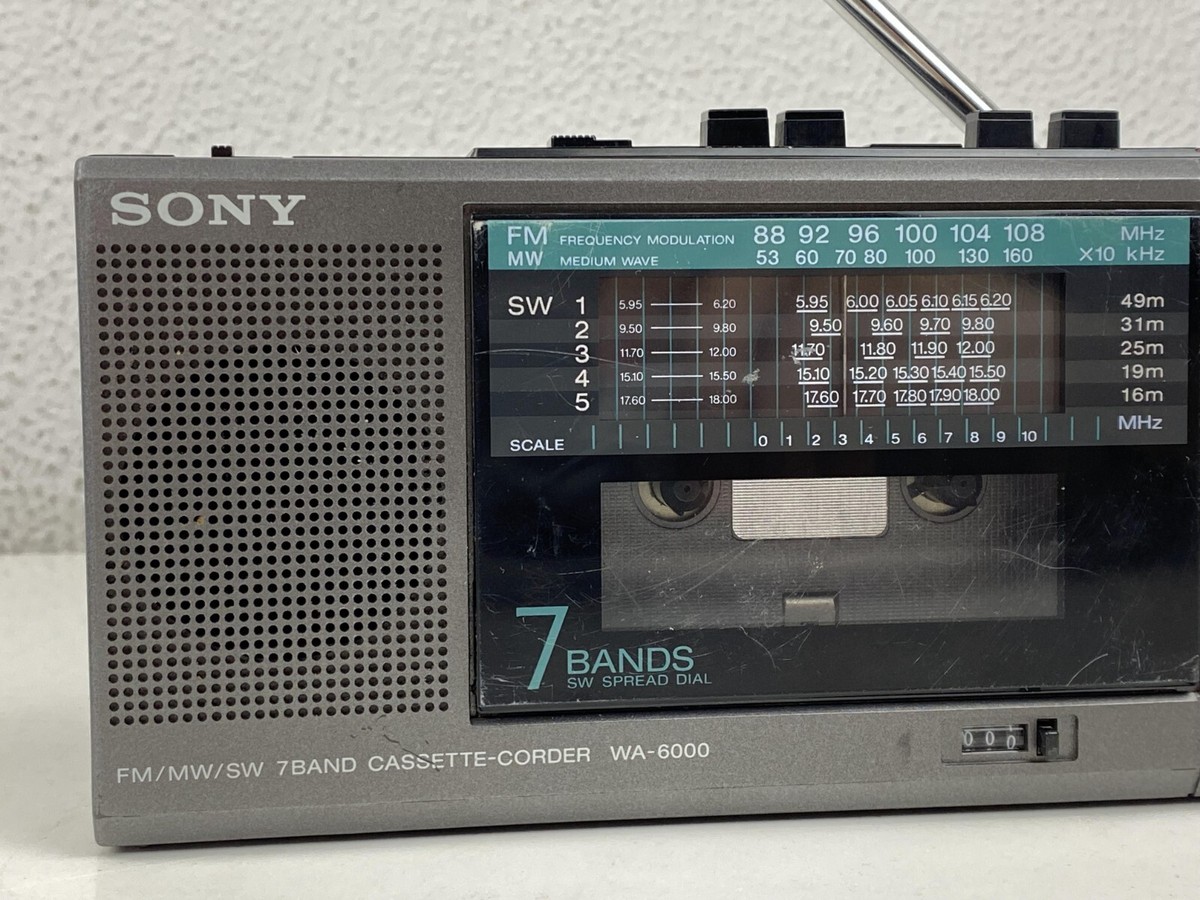 SONY
FM FREQUENCY MODULATION 88 92 96 100 104 108 MHz
MW MEDIUM WAVE 53 60 70 80 100 130 160 X10 kHz
SW 1 5.95 6.20 5.95 6.00 6.05 6.10 6.15 6.20 49m
2 9.50 9.80 9.50 9.60 9.70 9.80 31m
3 11.70 12.00 11.70 11.80 11.90 12.00 25m
4 15.10 15.50 15.10 15.20 15.30 15.40 15.50 19m
5 17.60 18.00 17.60 17.70 17.80 17.90 18.00 16m
MHz
SCALE 0 1 2 3 4 5 6 7 8 9 10
7 BANDS
SW SPREAD DIAL
FM/MW/SW 7BAND CASSETTE-CORDER WA-6000
0 0 0